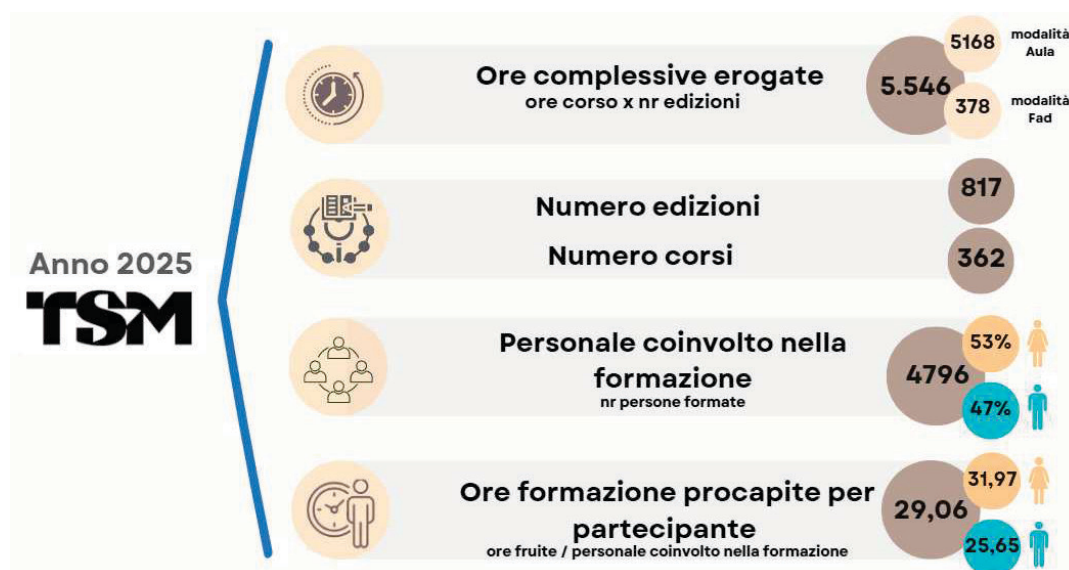 Anno 2025
TSM
Ore complessive erogate
ore corso x nr edizioni
5.546
5168
modalità
Aula
378
modalità
Fad
Numero edizioni
817
Numero corsi
362
Personale coinvolto nella
formazione
nr persone formate
4796
53%
47%
Ore formazione procapite per
partecipante
ore fruite / personale coinvolto nella formazione
29,06
31,97
25,65